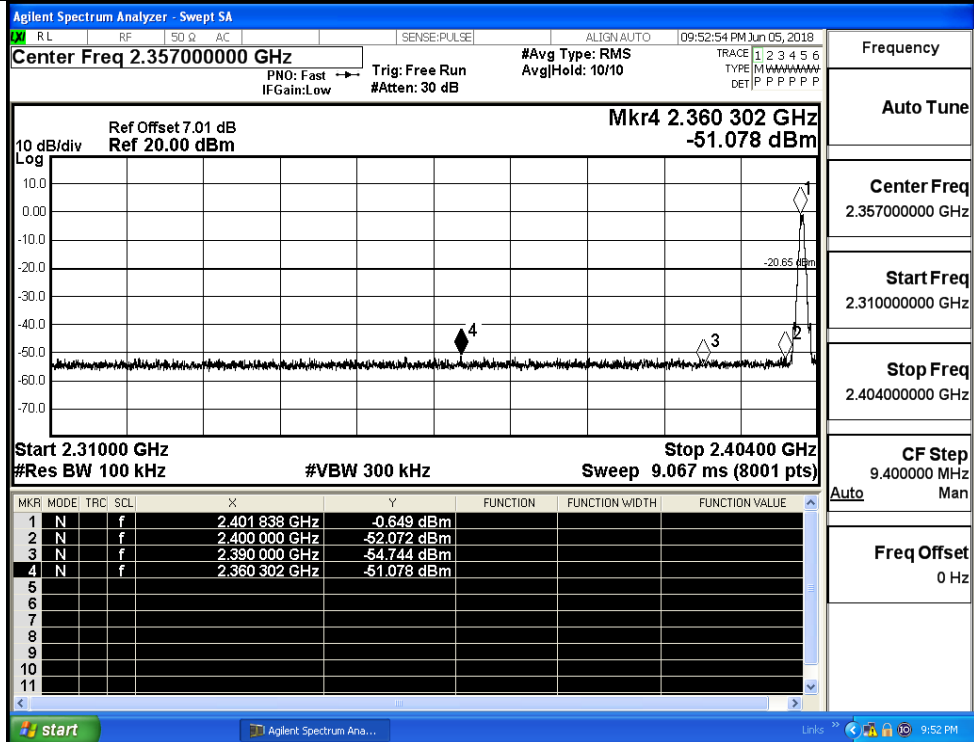 Agilent Spectrum Analyzer - Swept SA
LXI RL RF 50 Ω AC SENSE:PULSE ALIGN AUTO 09:52:54 PM Jun 05, 2018
Center Freq 2.357000000 GHz
PNO: Fast
IFGain:Low
Trig: Free Run
#Atten: 30 dB
#Avg Type: RMS
Avg|Hold: 10/10
TRACE 1 2 3 4 5 6
TYPE M W W W W W
DET P P P P P P
Mkr4 2.360 302 GHz
-51.078 dBm
Ref Offset 7.01 dB
10 dB/div Ref 20.00 dBm
Log
10.0
0.00
-10.0
-20.0
-30.0
-40.0
-50.0
-60.0
-70.0
1
-20.65 dBm
4
3
2
Start 2.31000 GHz Stop 2.40400 GHz
#Res BW 100 kHz #VBW 300 kHz Sweep 9.067 ms (8001 pts)
MKR MODE TRC SCL X Y FUNCTION FUNCTION WIDTH FUNCTION VALUE
1 N f 2.401 838 GHz -0.649 dBm
2 N f 2.400 000 GHz -52.072 dBm
3 N f 2.390 000 GHz -54.744 dBm
4 N f 2.360 302 GHz -51.078 dBm
5
6
7
8
9
10
11
Frequency
Auto Tune
Center Freq
2.357000000 GHz
Start Freq
2.310000000 GHz
Stop Freq
2.404000000 GHz
CF Step
9.400000 MHz
Auto Man
Freq Offset
0 Hz
start Agilent Spectrum Ana... Links » 9:52 PM